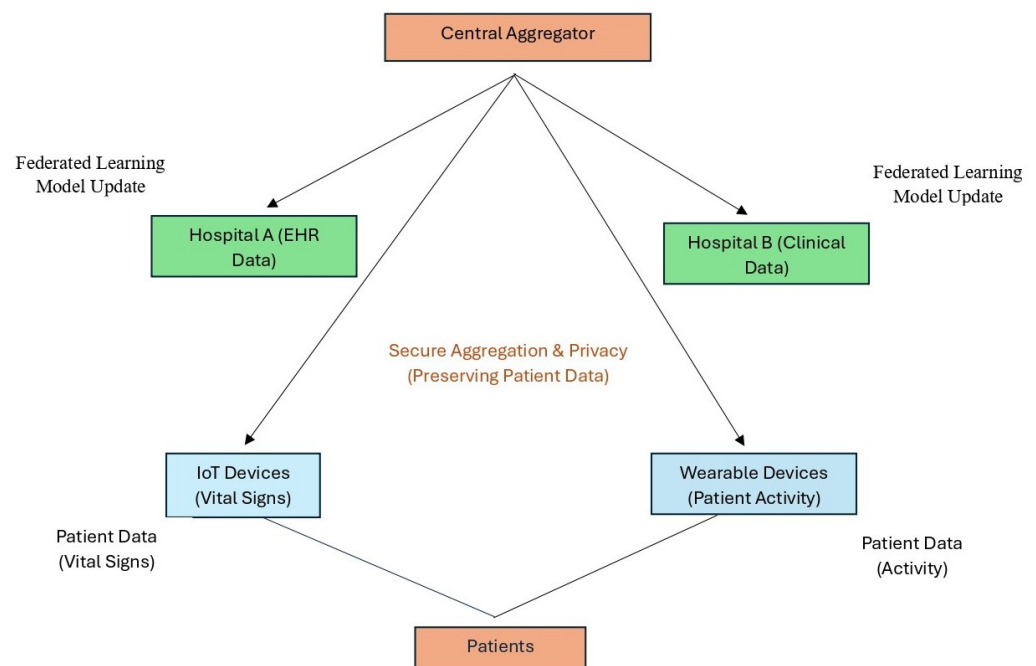 Central Aggregator
Federated Learning
Model Update
Federated Learning
Model Update
Hospital A (EHR
Data)
Hospital B (Clinical
Data)
Secure Aggregation & Privacy
(Preserving Patient Data)
IoT Devices
(Vital Signs)
Wearable Devices
(Patient Activity)
Patient Data
(Vital Signs)
Patient Data
(Activity)
Patients